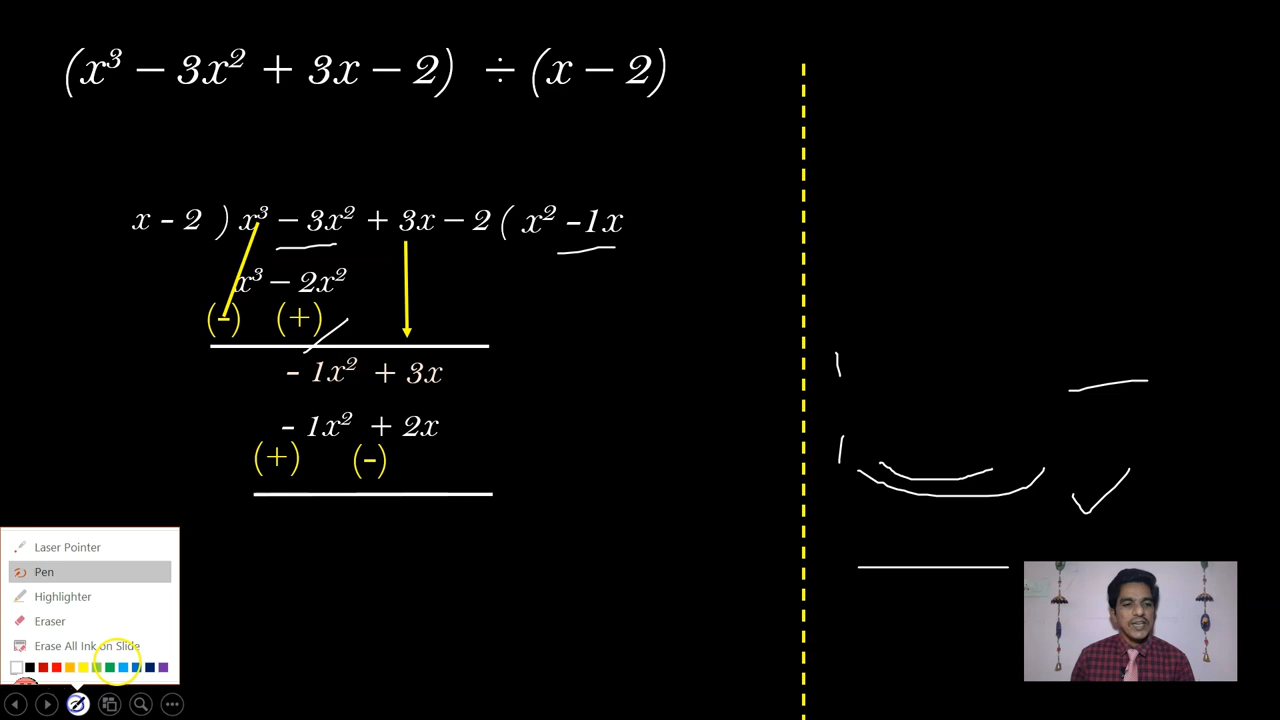 (x³ − 3x² + 3x − 2) ÷ (x − 2)
x - 2 ) x³ − 3x² + 3x − 2 ( x² -1x
x³ − 2x²
(-) (+)
- 1x² + 3x
- 1x² + 2x
(+) (-)
Laser Pointer
Pen
Highlighter
Eraser
Erase All Ink on Slide